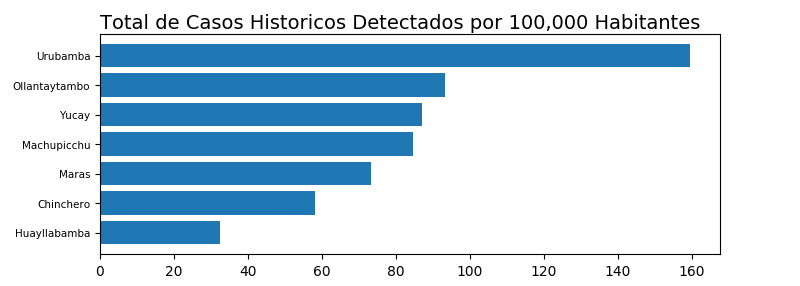 Total de Casos Historicos Detectados por 100,000 Habitantes
Urubamba
Ollantaytambo
Yucay
Machupicchu
Maras
Chinchero
Huayllabamba
0 20 40 60 80 100 120 140 160